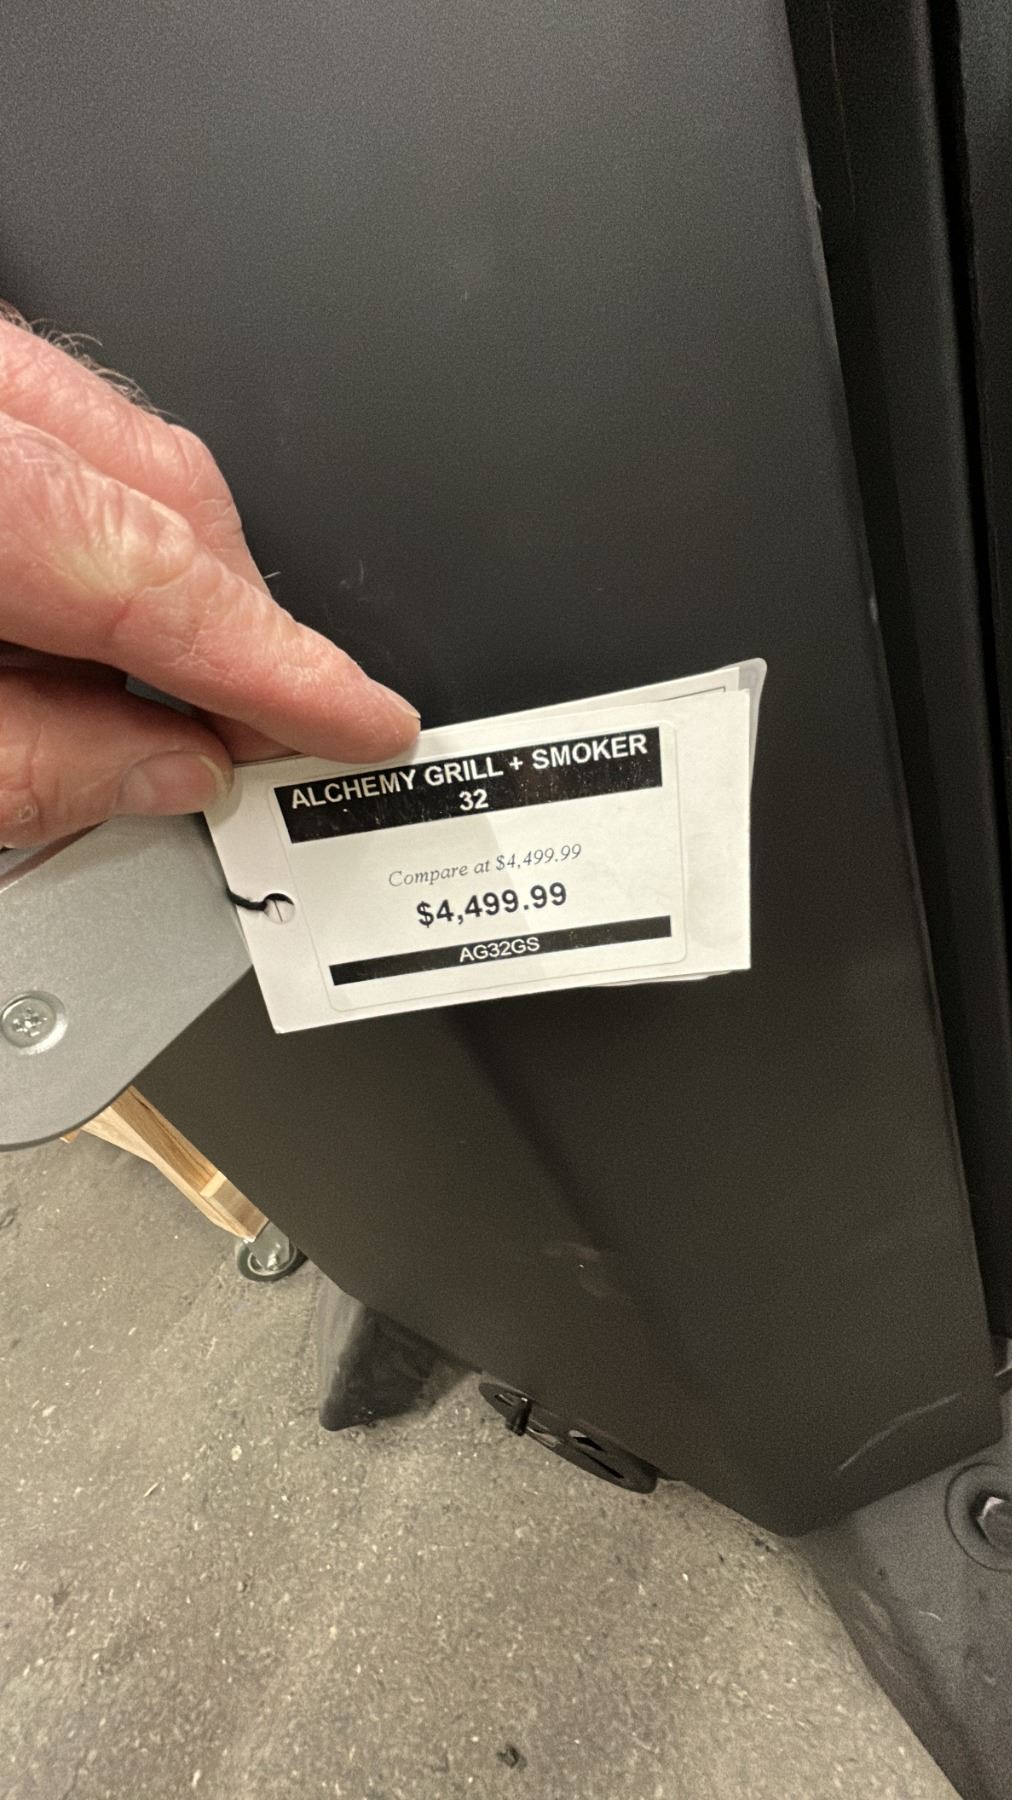 ALCHEMY GRILL + SMOKER
32
Compare at $4,499.99
$4,499.99
AG32GS